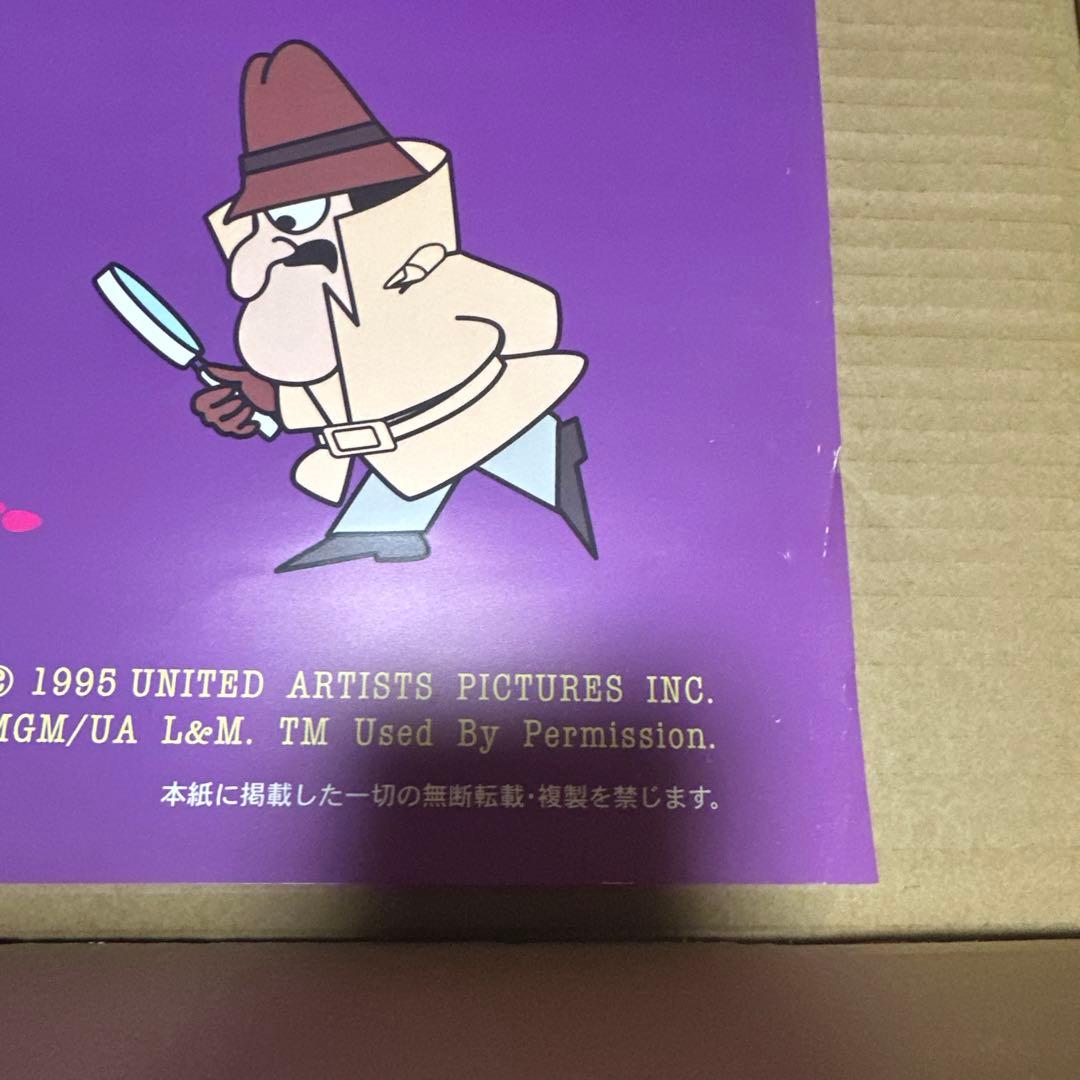 © 1995 UNITED ARTISTS PICTURES INC.
MGM/UA L&M. TM Used By Permission.
本紙に掲載した一切の無断転載·複製を禁じます。